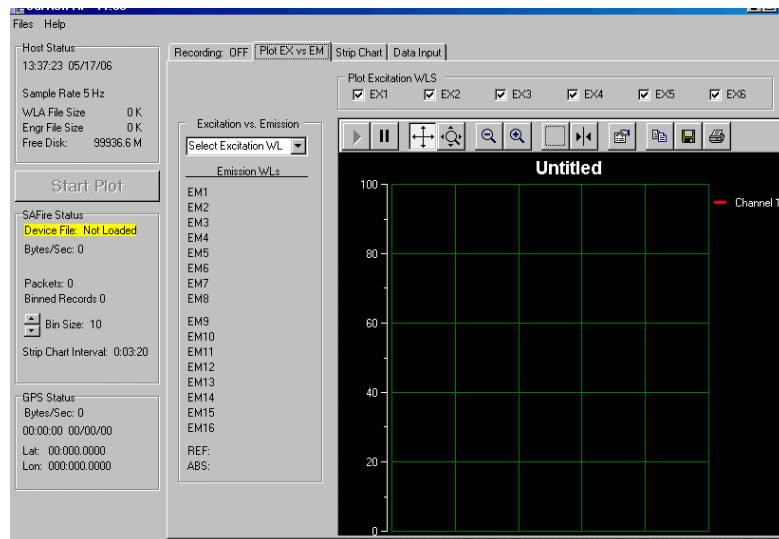 Files Help
Host Status
13:37:23 05/17/06
Sample Rate 5 Hz
WLA File Size 0 K
Engr File Size 0 K
Free Disk: 99936.6 M
Start Plot
SAFire Status
Device File: Not Loaded
Bytes/Sec: 0
Packets: 0
Binned Records 0
Bin Size: 10
Strip Chart Interval: 0:03:20
GPS Status
Bytes/Sec: 0
00:00:00 00/00/00
Lat: 00:000.0000
Lon: 000:000.0000
Recording: OFF Plot EX vs EM Strip Chart Data Input
Excitation vs. Emission
Select Excitation WL
Emission WLs
EM1
EM2
EM3
EM4
EM5
EM6
EM7
EM8
EM9
EM10
EM11
EM12
EM13
EM14
EM15
EM16
REF:
ABS:
Plot Excitation WLS
EX1 EX2 EX3 EX4 EX5 EX6
Untitled
100
80
60
40
20
0
Channel 1